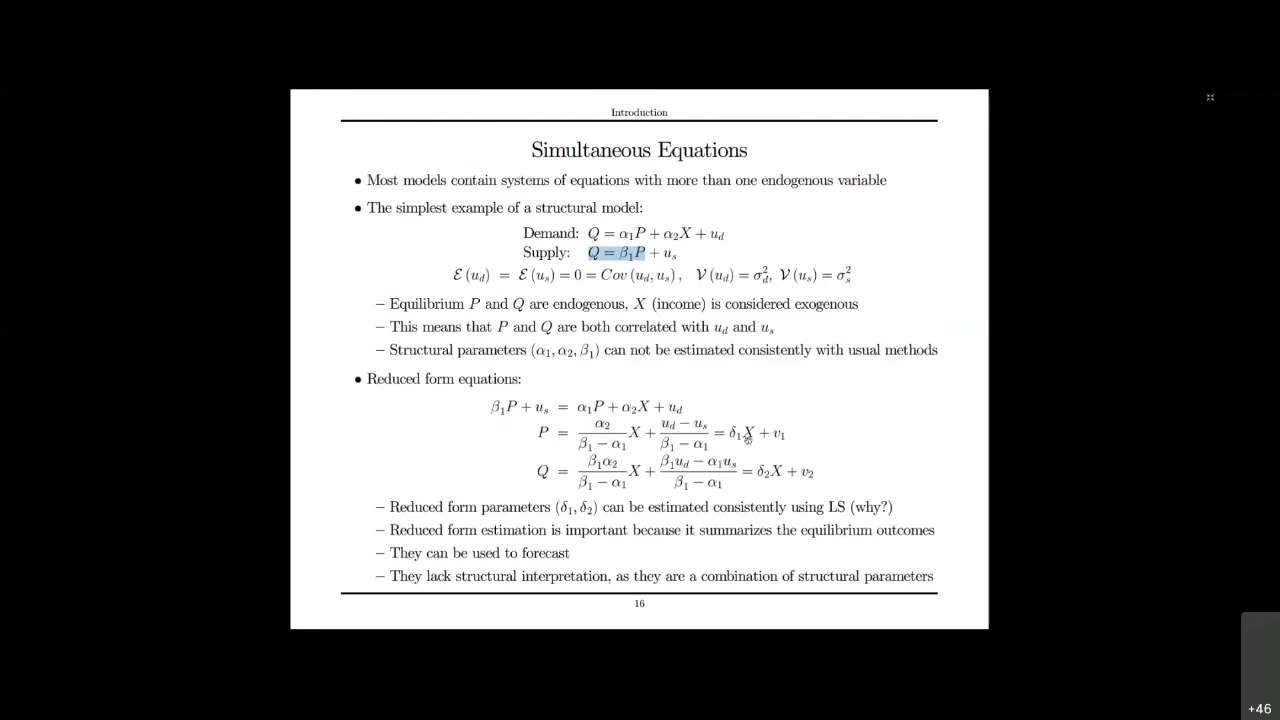 Introduction
Simultaneous Equations
• Most models contain systems of equations with more than one endogenous variable
• The simplest example of a structural model:
Demand: Q = α₁P + α₂X + u_d
Supply: Q = β₁P + u_s
ℰ (u_d) = ℰ (u_s) = 0 = Cov (u_d, u_s) , 𝒱 (u_d) = σ_d², 𝒱 (u_s) = σ_s²
– Equilibrium P and Q are endogenous, X (income) is considered exogenous
– This means that P and Q are both correlated with u_d and u_s
– Structural parameters (α₁, α₂, β₁) can not be estimated consistently with usual methods
• Reduced form equations:
β₁P + u_s = α₁P + α₂X + u_d
P = α₂/(β₁ − α₁) X + (u_d − u_s)/(β₁ − α₁) = δ₁X + v₁
Q = β₁α₂/(β₁ − α₁) X + (β₁u_d − α₁u_s)/(β₁ − α₁) = δ₂X + v₂
– Reduced form parameters (δ₁, δ₂) can be estimated consistently using LS (why?)
– Reduced form estimation is important because it summarizes the equilibrium outcomes
– They can be used to forecast
– They lack structural interpretation, as they are a combination of structural parameters
16
+46